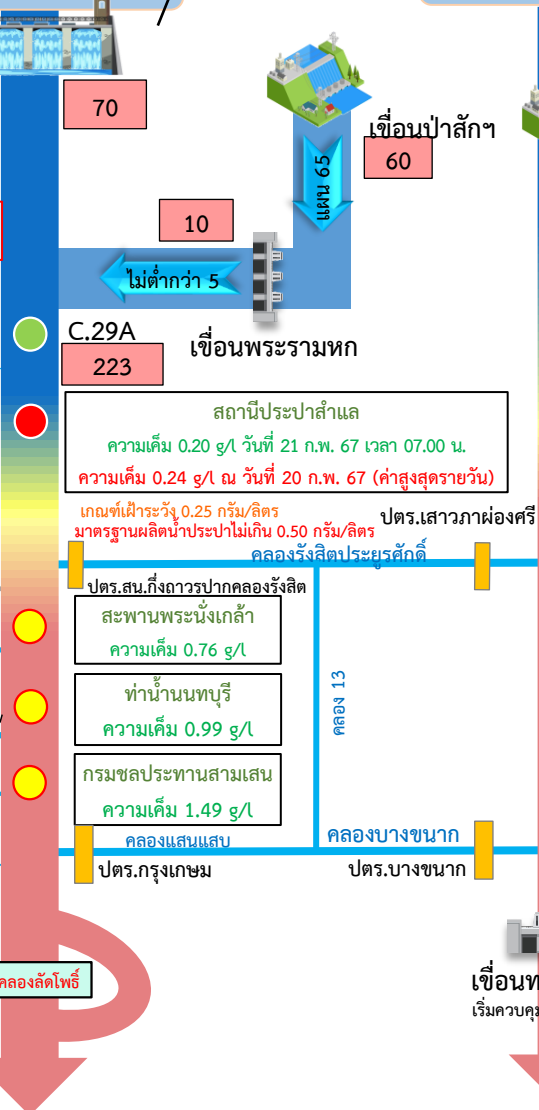 70
เขื่อนป่าสักฯ
60
แผน 65
10
ไม่ต่ำกว่า 5
C.29A
เขื่อนพระรามหก
223
สถานีประปาสำแล
ความเค็ม 0.20 g/l วันที่ 21 ก.พ. 67 เวลา 07.00 น.
ความเค็ม 0.24 g/l ณ วันที่ 20 ก.พ. 67 (ค่าสูงสุดรายวัน)
เกณฑ์เฝ้าระวัง 0.25 กรัม/ลิตร
มาตรฐานผลิตน้ำประปาไม่เกิน 0.50 กรัม/ลิตร
ปตร.เสาวภาผ่องศรี
คลองรังสิตประยูรศักดิ์
ปตร.สน.กึ่งถาวรปากคลองรังสิต
สะพานพระนั่งเกล้า
ความเค็ม 0.76 g/l
ท่าน้ำนนทบุรี
ความเค็ม 0.99 g/l
คลอง 13
กรมชลประทานสามเสน
ความเค็ม 1.49 g/l
คลองแสนแสบ
คลองบางขนาก
ปตร.กรุงเกษม
ปตร.บางขนาก
คลองลัดโพธิ์
เขื่อนท
เริ่มควบคุม